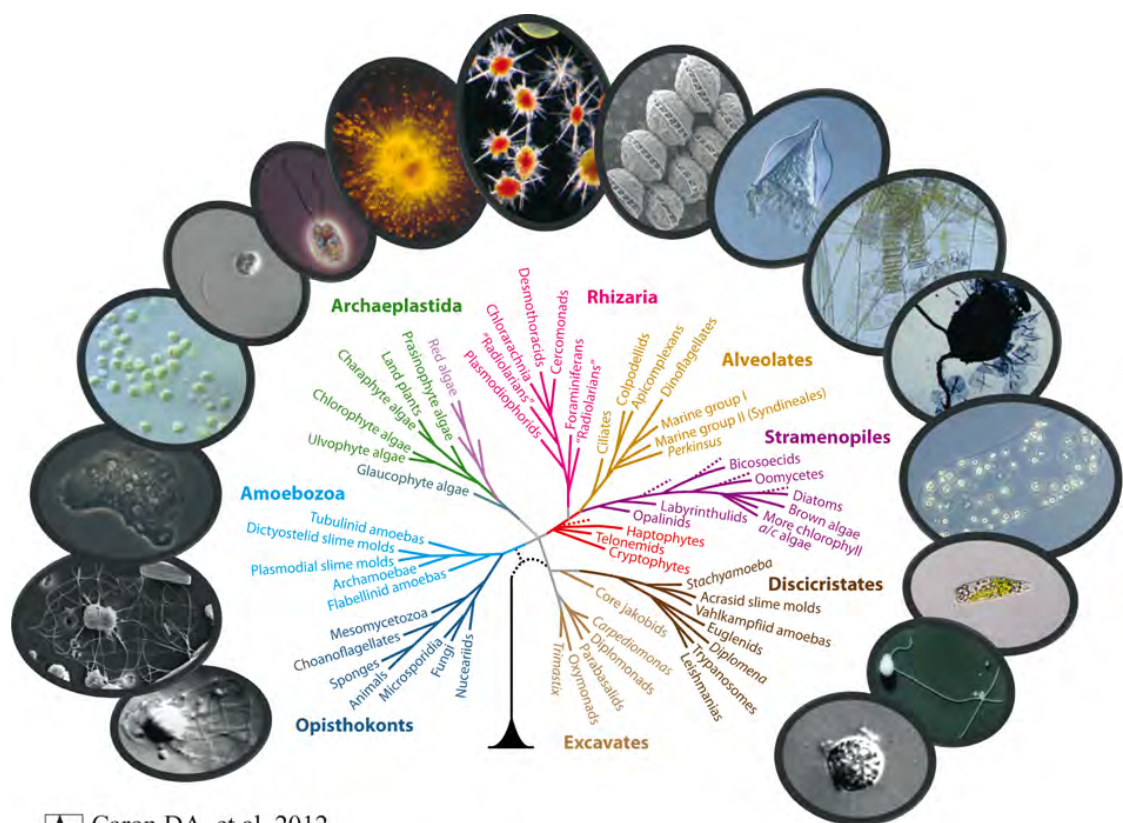 Archaeplastida
Rhizaria
Alveolates
Stramenopiles
Discicristates
Excavates
Opisthokonts
Amoebozoa
Glaucophyte algae
Ulvophyte algae
Chlorophyte algae
Charaphyte algae
Land plants
Prasinophyte algae
Red algae
Plasmodiophorids
"Radiolarians"
Chlorarachnia
Desmothoracids
Cercomonads
Foraminiferans
"Radiolarians"
Ciliates
Colpodellids
Apicomplexans
Dinoflagellates
Marine group I
Marine group II (Syndineales)
Perkinsus
Bicosoecids
Oomycetes
Diatoms
Brown algae
More chlorophyll
a/c algae
Labyrinthulids
Opalinids
Haptophytes
Telonemids
Cryptophytes
Stachyamoeba
Acrasid slime molds
Vahlkampfiid amoebas
Euglenids
Diplomena
Trypanosomes
Leishmanias
Core jakobids
Carpediomonas
Diplomonads
Parabasalids
Oxymonads
Trimastix
Nuceariids
Fungi
Microsporidia
Animals
Sponges
Choanoflagellates
Mesomycetozoa
Flabellinid amoebas
Archamoebae
Plasmodial slime molds
Dictyostelid slime molds
Tubulinid amoebas
Caron DA, et al. 2012